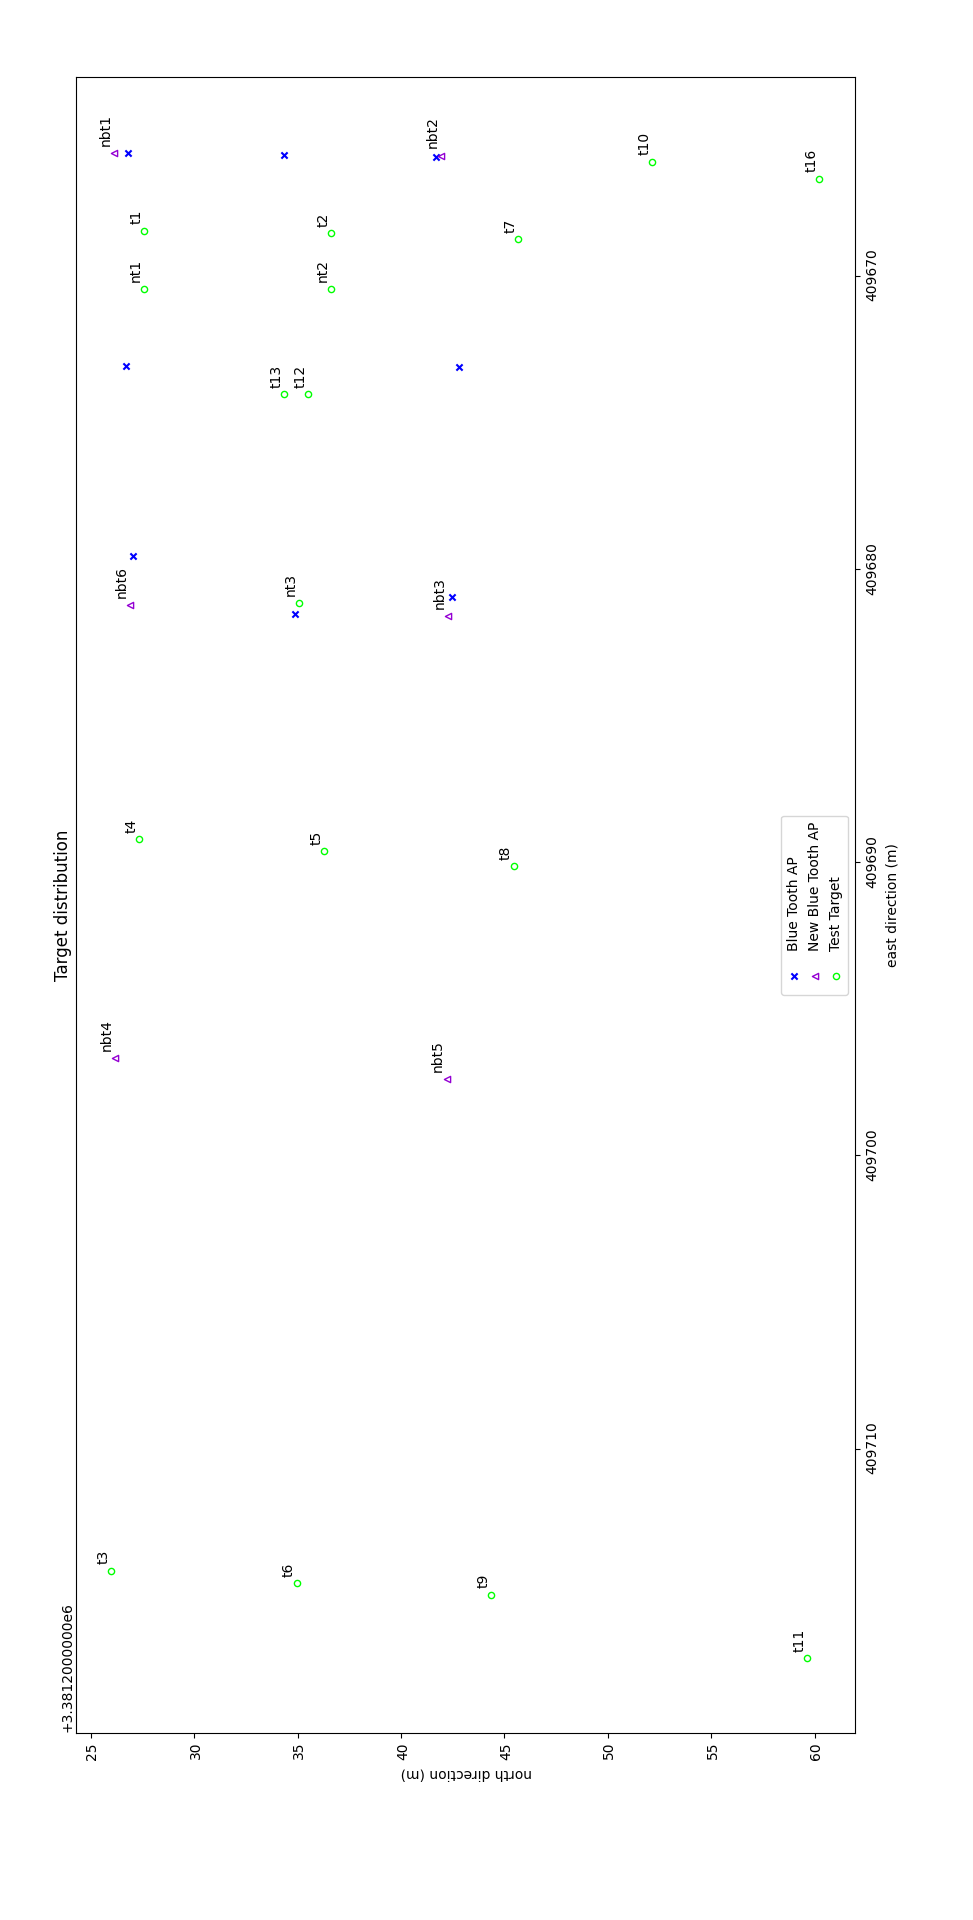 Target distribution
+3.3812000000e6
nbt1
nbt2
t10
t16
t1
t2
t7
nt1
nt2
t13
t12
nbt6
nt3
nbt3
t4
t5
t8
nbt4
nbt5
t3
t6
t9
t11
Blue Tooth AP
New Blue Tooth AP
Test Target
409670
409680
409690
409700
409710
east direction (m)
25
30
35
40
45
50
55
60
north direction (m)